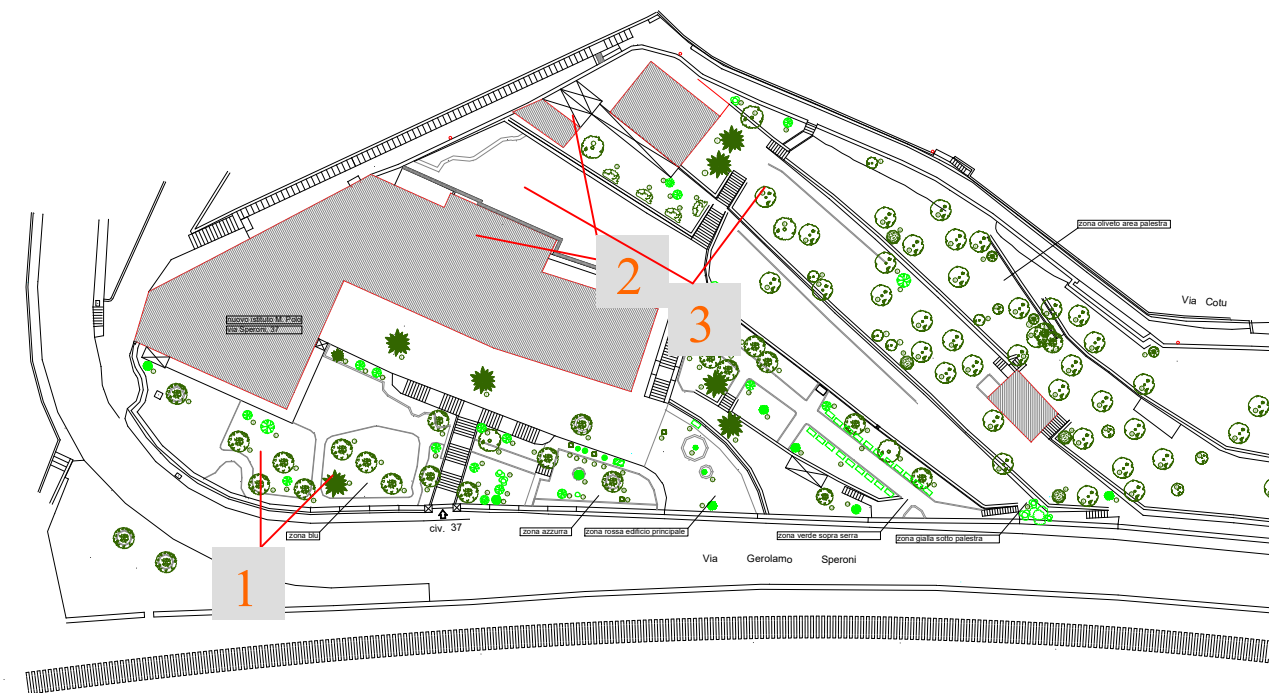 zona oliveto area palestra
Via Cotu
2
3
nuovo istituto M. Polo
via Speroni, 37
civ. 37
zona blu
zona azzurra
zona rossa edificio principale
zona verde sopra serra
zona gialla sotto palestra
Via Gerolamo Speroni
1